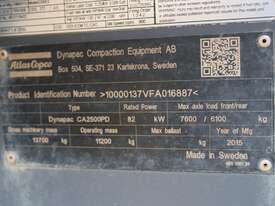 Atlas Copco
Dynapac Compaction Equipment AB
Box 504, SE-371 23 Karlskrona, Sweden
Product Identification Number >10000137VFA016887<
Type Rated Power Max axle load front/rear
Dynapac CA2500PD 82 kW 7600 / 6100 kg
Gross machinery mass Operating mass Max ballast Year of Mfg
13700 kg 11200 kg kg 2015
Made in Sweden